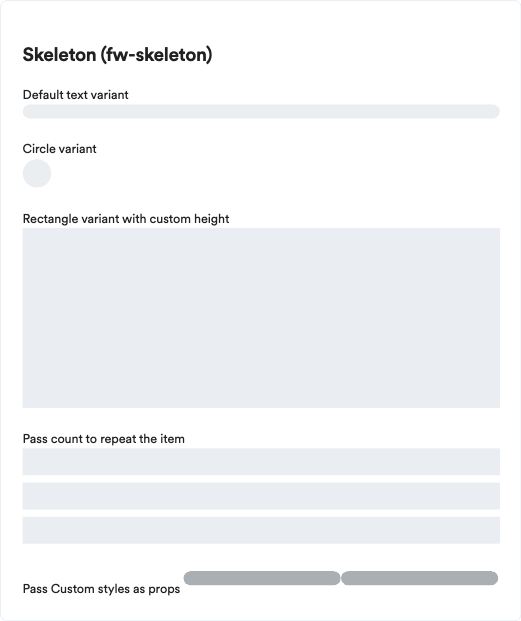 Skeleton (fw-skeleton)
Default text variant
Circle variant
Rectangle variant with custom height
Pass count to repeat the item
Pass Custom styles as props